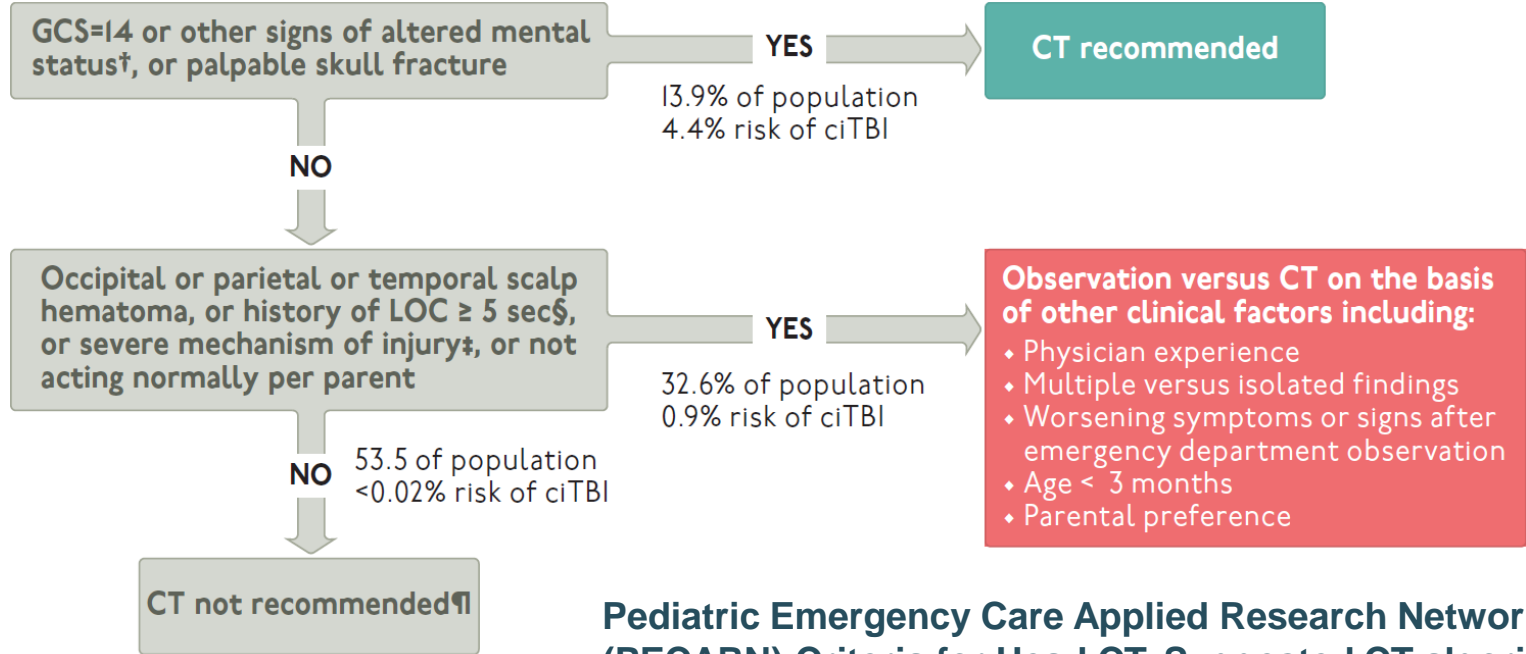 GCS=14 or other signs of altered mental
status†, or palpable skull fracture
YES
13.9% of population
4.4% risk of ciTBI
CT recommended
NO
Occipital or parietal or temporal scalp
hematoma, or history of LOC ≥ 5 sec§,
or severe mechanism of injury‡, or not
acting normally per parent
YES
32.6% of population
0.9% risk of ciTBI
Observation versus CT on the basis
of other clinical factors including:
◆ Physician experience
◆ Multiple versus isolated findings
◆ Worsening symptoms or signs after
emergency department observation
◆ Age < 3 months
◆ Parental preference
NO
53.5 of population
<0.02% risk of ciTBI
CT not recommended¶
Pediatric Emergency Care Applied Research Networ